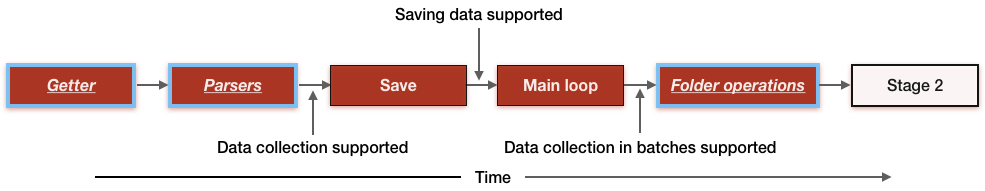 Saving data supported
Getter
Parsers
Save
Main loop
Folder operations
Stage 2
Data collection supported
Data collection in batches supported
Time